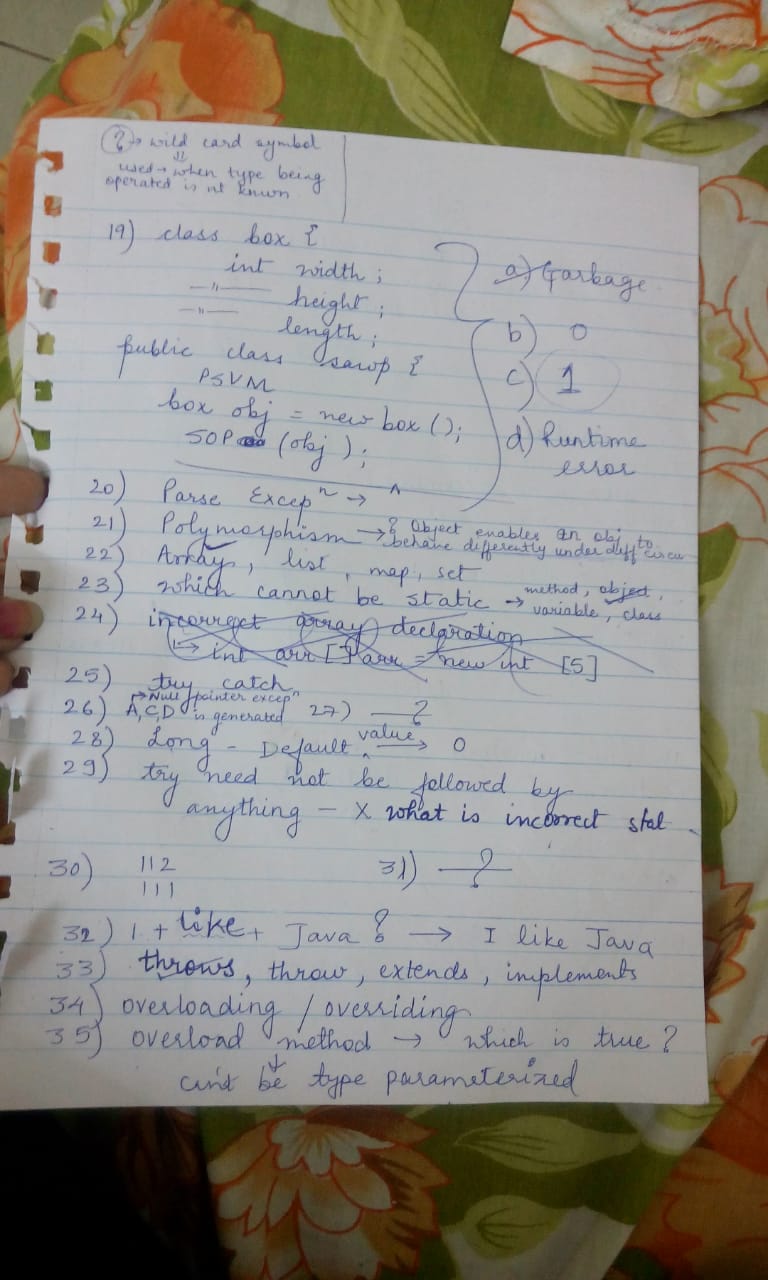 ? → wild card symbol
used → when type being
operated is nt known
19) class box {
int width ;
—"— height ;
—"— length ;
public class sawp {
PSVM
box obj = new box ();
SOP (obj );
a) Garbage
b) 0
c) 1
d) Runtime
error
20) Parse Excepⁿ → ^
21) Polymorphism → ? Object enables an obj to
behave differently under diff circu
22) Array, list, map, set
23) which cannot be static → method, object,
variable, class
24) incorrect array declaration
↳ int arr [] arr = new int [5]
25) try catch
→ Null pointer excepⁿ
26) A,C,D is generated 27) —?
28) Long - Default value → 0
29) try need not be followed by
anything – X what is incorrect stat
30) 112
111
31) —?—
32) 1 + like + Java ? → I like Java
33) throws, throw, extends, implements
34) overloading / overriding
35) overload method → which is true ?
↓
can't be type parameterized